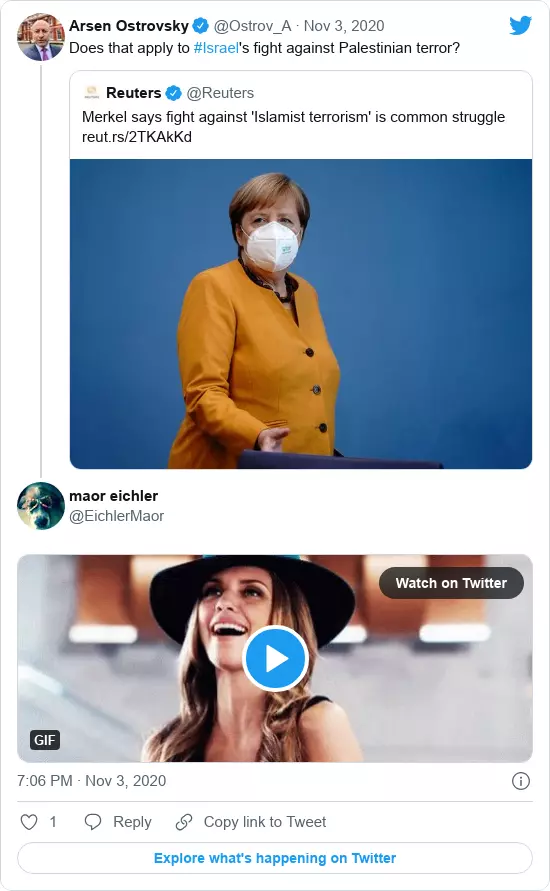 Arsen Ostrovsky @Ostrov_A · Nov 3, 2020
Does that apply to #Israel's fight against Palestinian terror?
Reuters @Reuters
Merkel says fight against 'Islamist terrorism' is common struggle
reut.rs/2TKAkKd
maor eichler
@EichlerMaor
Watch on Twitter
GIF
7:06 PM · Nov 3, 2020
1 Reply Copy link to Tweet
Explore what's happening on Twitter